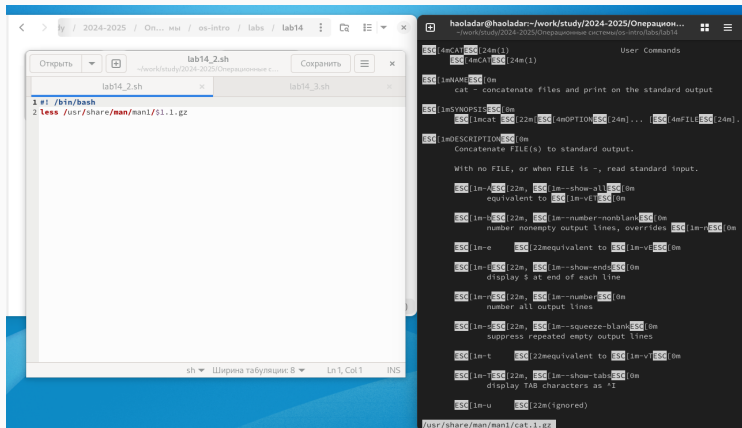 ly / 2024-2025 / Оп... мы / os-intro / labs / lab14
Открыть
lab14_2.sh
~/work/study/2024-2025/Операционные с...
Сохранить
lab14_2.sh
lab14_3.sh
1 #! /bin/bash
2 less /usr/share/man/man1/$1.1.gz
sh
Ширина табуляции: 8
Ln 1, Col 1
INS
haoladar@haoladar:~/work/study/2024-2025/Операцион...
~/work/study/2024-2025/Операционные системы/os-intro/labs/lab14
ESC[4mCATESC[24m(1) User Commands
ESC[4mCATESC[24m(1)
ESC[1mNAMEESC[0m
cat - concatenate files and print on the standard output
ESC[1mSYNOPSISESC[0m
ESC[1mcat ESC[22m[ESC[4mOPTIONESC[24m]... [ESC[4mFILEESC[24m].
ESC[1mDESCRIPTIONESC[0m
Concatenate FILE(s) to standard output.
With no FILE, or when FILE is -, read standard input.
ESC[1m-AESC[22m, ESC[1m--show-allESC[0m
equivalent to ESC[1m-vETESC[0m
ESC[1m-bESC[22m, ESC[1m--number-nonblankESC[0m
number nonempty output lines, overrides ESC[1m-nESC[0m
ESC[1m-e ESC[22mequivalent to ESC[1m-vEESC[0m
ESC[1m-EESC[22m, ESC[1m--show-endsESC[0m
display $ at end of each line
ESC[1m-nESC[22m, ESC[1m--numberESC[0m
number all output lines
ESC[1m-sESC[22m, ESC[1m--squeeze-blankESC[0m
suppress repeated empty output lines
ESC[1m-t ESC[22mequivalent to ESC[1m-vTESC[0m
ESC[1m-TESC[22m, ESC[1m--show-tabsESC[0m
display TAB characters as ^I
ESC[1m-u ESC[22m(ignored)
/usr/share/man/man1/cat.1.gz